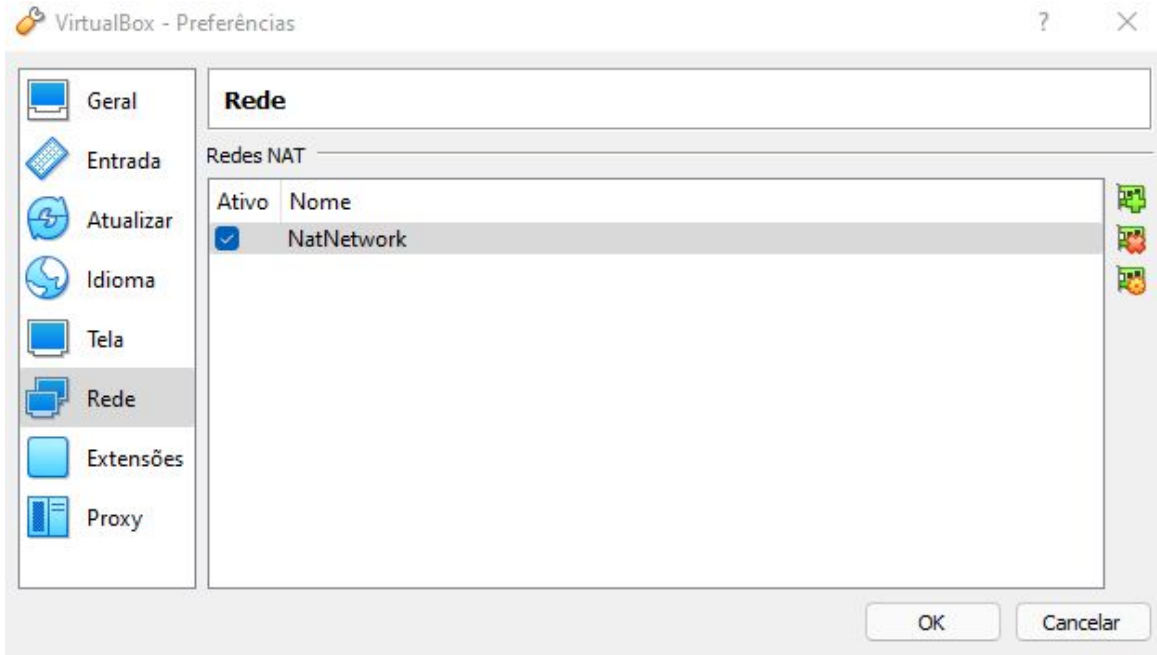 VirtualBox - Preferências
?
Geral
Entrada
Atualizar
Idioma
Tela
Rede
Extensões
Proxy
Rede
Redes NAT
Ativo Nome
NatNetwork
OK Cancelar